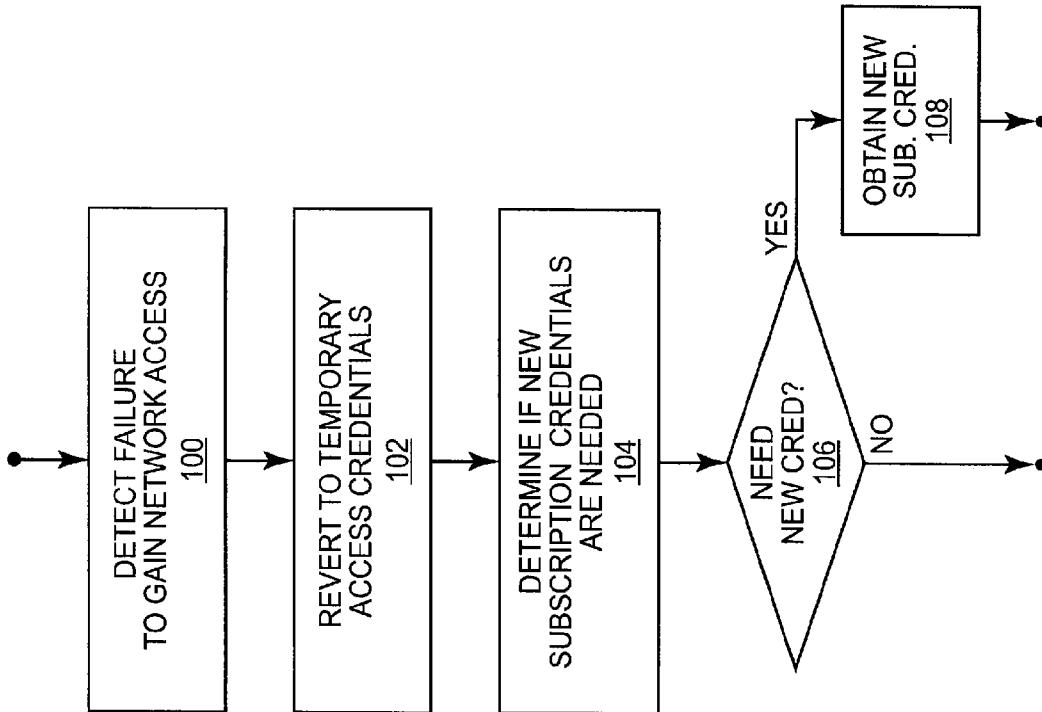 DETECT FAILURE
TO GAIN NETWORK ACCESS
100
REVERT TO TEMPORARY
ACCESS CREDENTIALS
102
DETERMINE IF NEW
SUBSCRIPTION CREDENTIALS
ARE NEEDED
104
NEED
NEW CRED?
106
YES
NO
OBTAIN NEW
SUB. CRED.
108